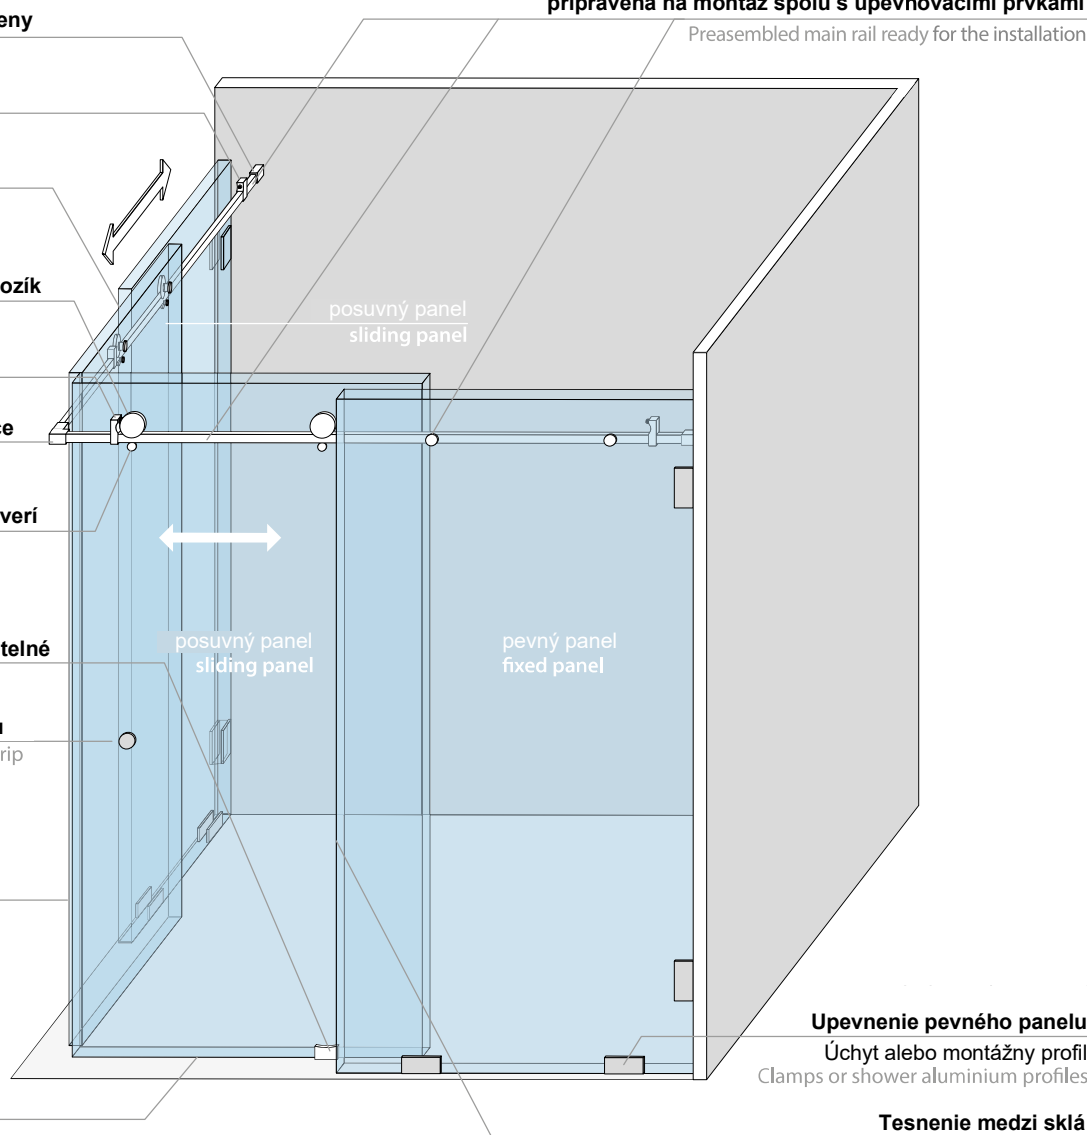 pripravená na montáž spolu s upevňovacími prvkami
Preasembled main rail ready for the installation
eny
ozík
posuvný panel
sliding panel
ce
verí
telné
posuvný panel
sliding panel
pevný panel
fixed panel
u
rip
Upevnenie pevného panelu
Úchyt alebo montážny profil
Clamps or shower aluminium profiles
Tesnenie medzi sklá